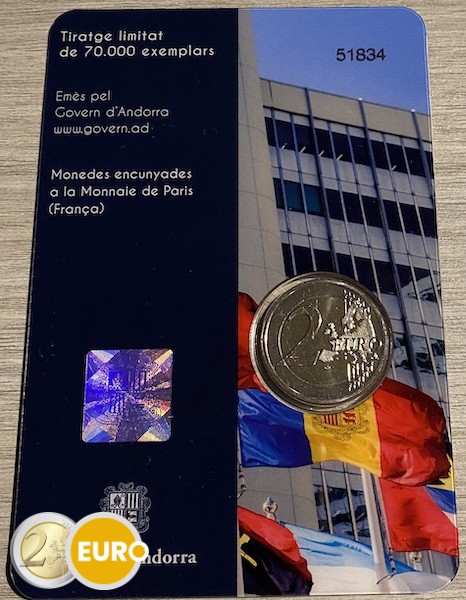 Tiratge limitat
de 70.000 exemplars
51834
Emès pel
Govern d'Andorra
www.govern.ad
Monedes encunyades
a la Monnaie de Paris
(França)
2 EURO
2 EURO
Andorra